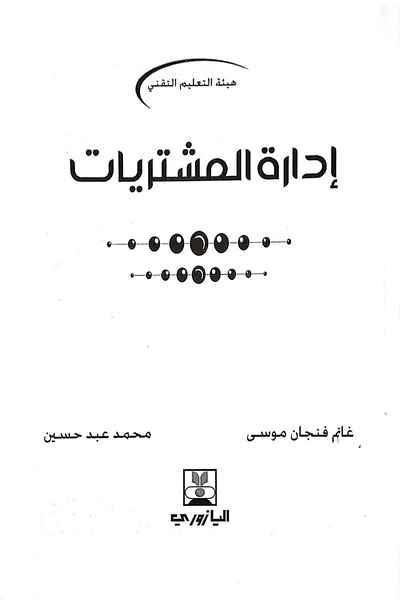 هيئة التعليم التقني
إدارة المشتريات
غانم فنجان موسى محمد عبد حسين
اليازوري